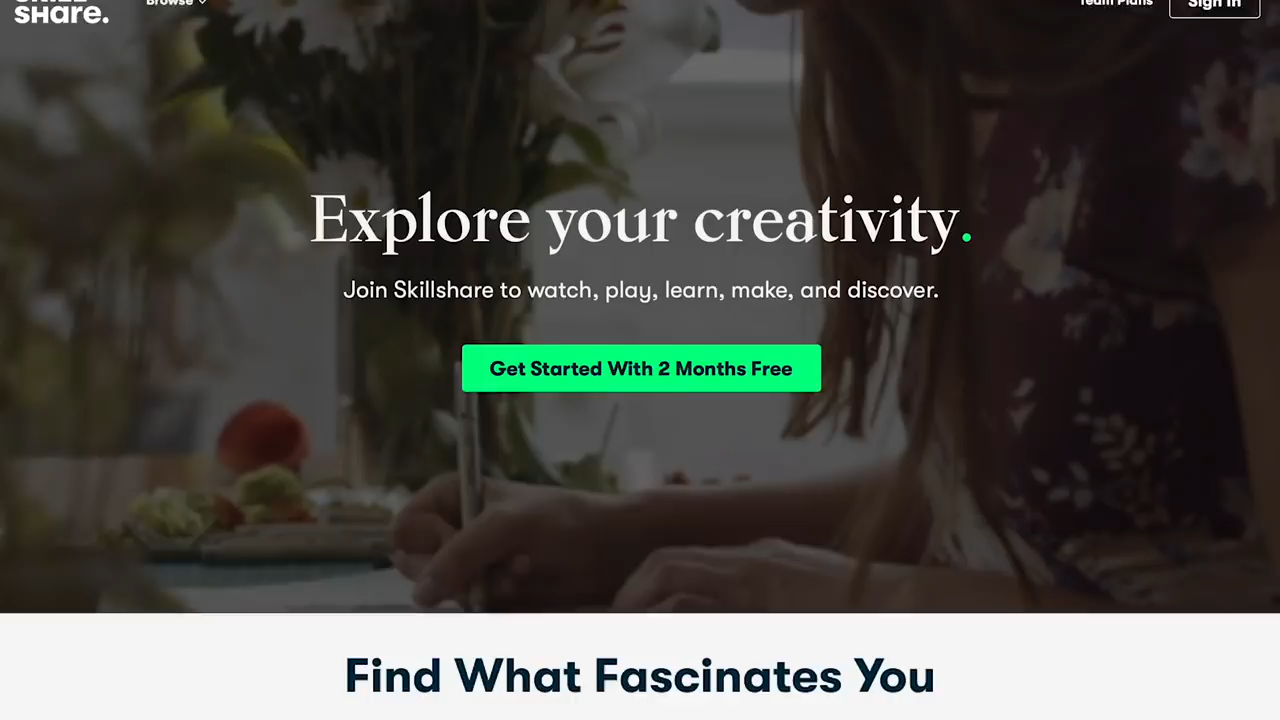 SKILL
share.
Browse
Team Plans
Sign In
Explore your creativity.
Join Skillshare to watch, play, learn, make, and discover.
Get Started With 2 Months Free
Find What Fascinates You